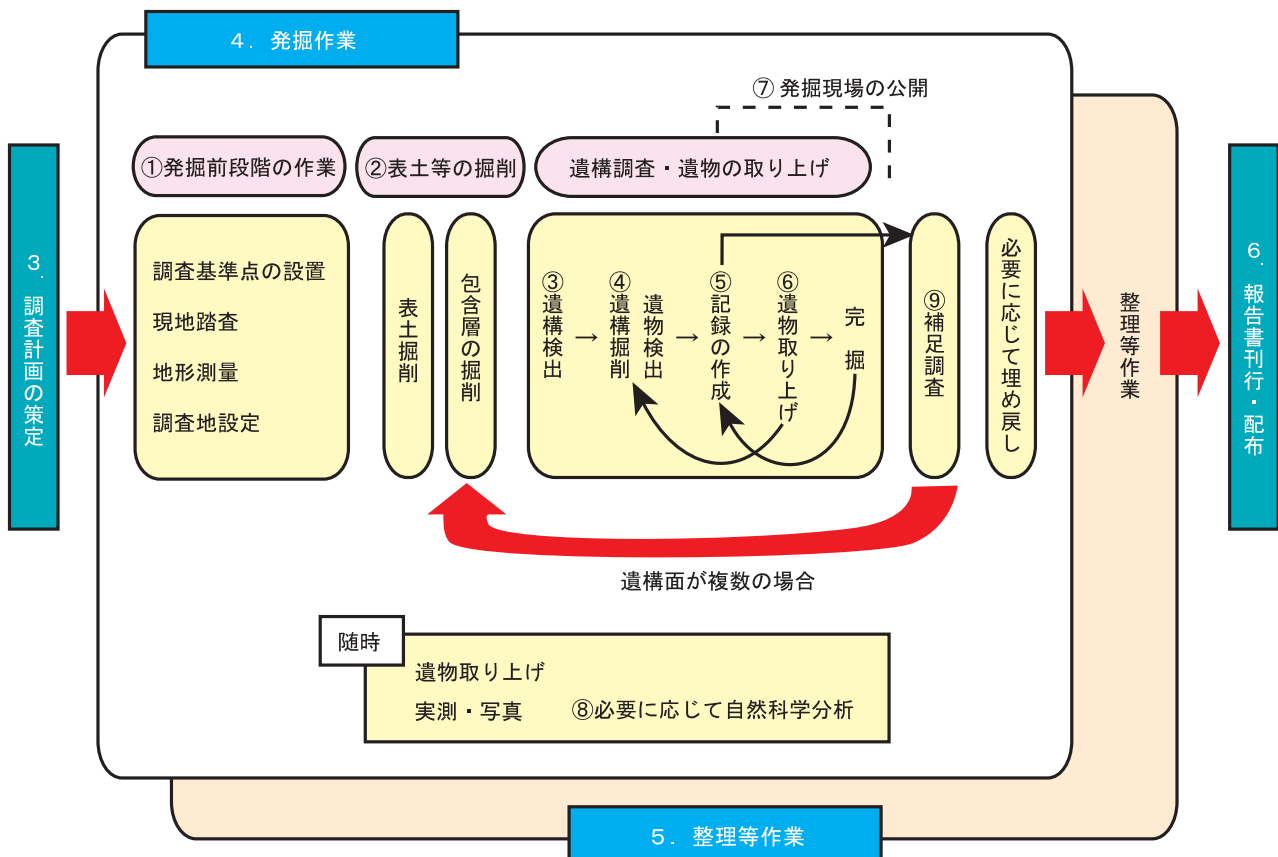 ４．発掘作業
⑦発掘現場の公開
①発掘前段階の作業
②表土等の掘削
遺構調査・遺物の取り上げ
３．調査計画の策定
調査基準点の設置
現地踏査
地形測量
調査地設定
表土掘削
包含層の掘削
③遺構検出
→
④遺構掘削
遺物検出
→
⑤記録の作成
→
⑥遺物取り上げ
→
完掘
⑨補足調査
必要に応じて埋め戻し
整理等作業
６．報告書刊行・配布
遺構面が複数の場合
随時
遺物取り上げ
実測・写真
⑧必要に応じて自然科学分析
５．整理等作業